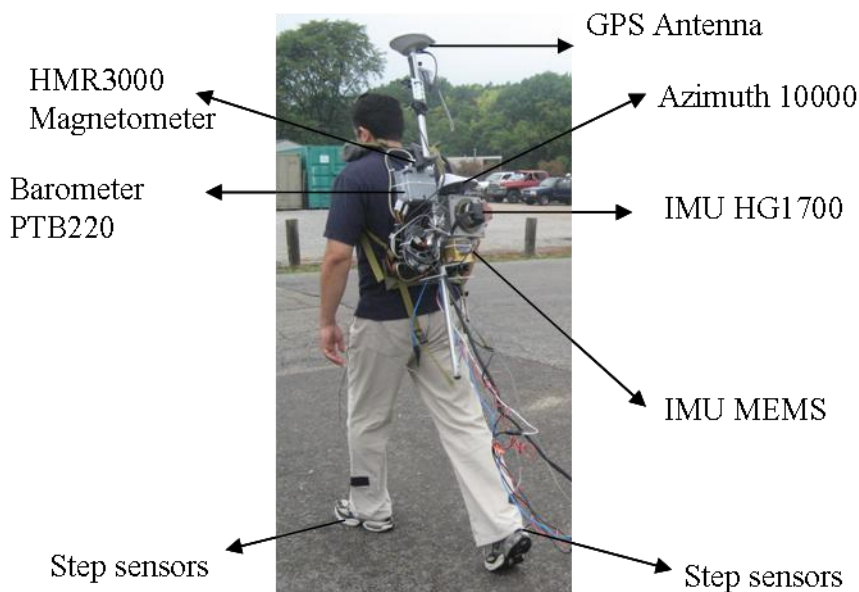 GPS Antenna
HMR3000
Magnetometer
Azimuth 10000
Barometer
PTB220
IMU HG1700
IMU MEMS
Step sensors
Step sensors